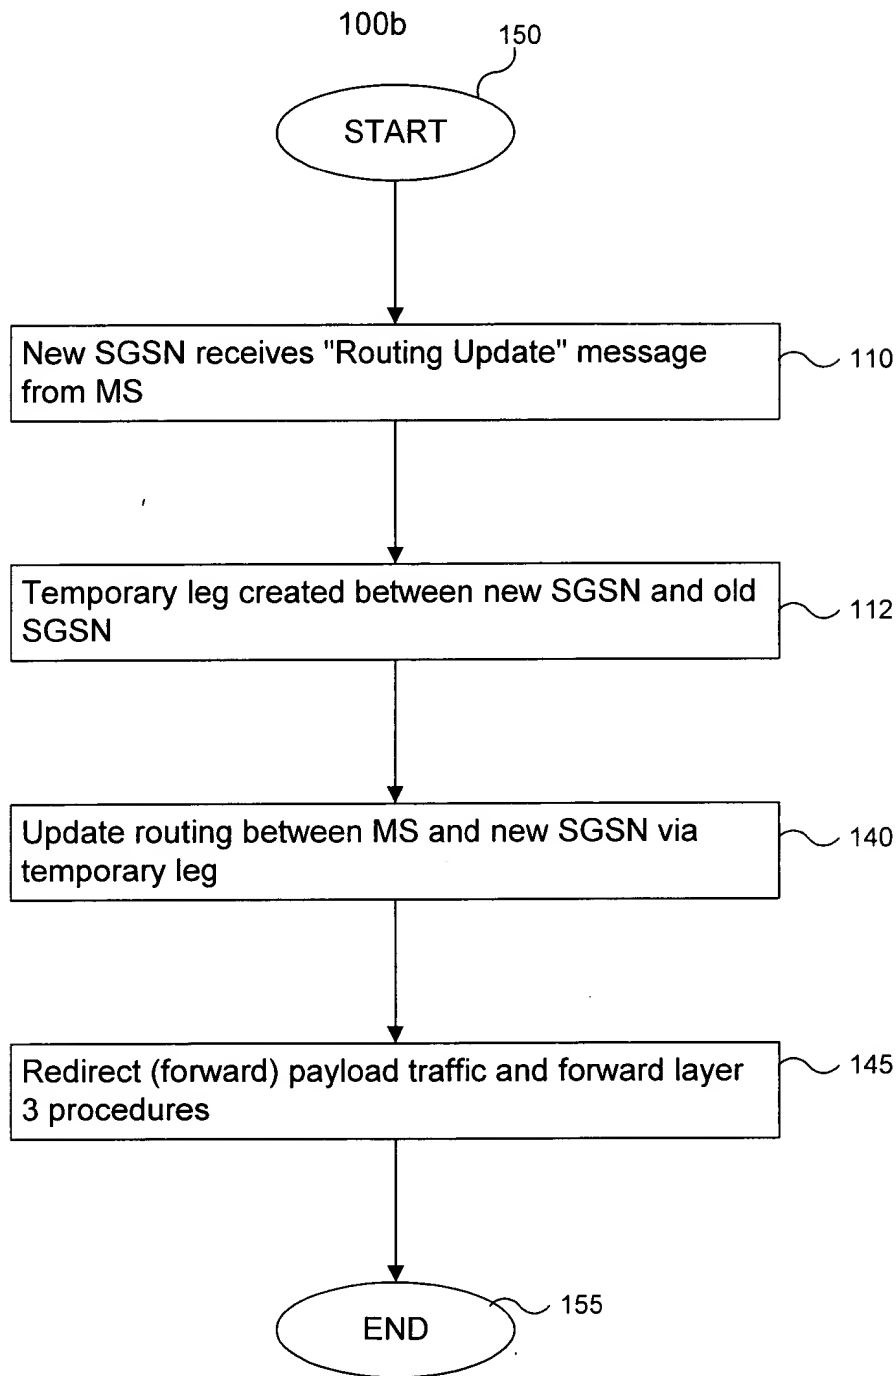 100b
150
START
New SGSN receives "Routing Update" message
from MS
110
Temporary leg created between new SGSN and old
SGSN
112
Update routing between MS and new SGSN via
temporary leg
140
Redirect (forward) payload traffic and forward layer
3 procedures
145
END
155